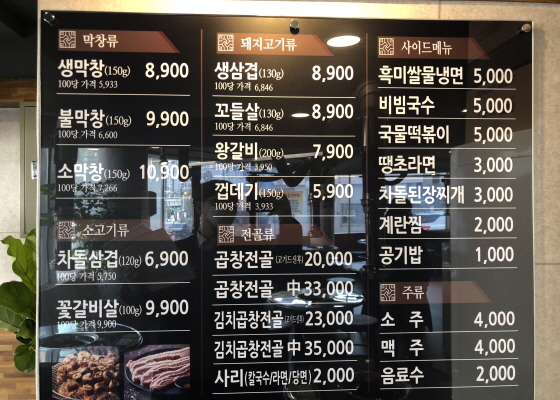 막창류
생막창(150g) 8,900
100당 가격 5,933
불막창(150g) 9,900
100당 가격 6,600
소막창(150g) 10,900
100당 가격 7,266
소고기류
차돌삼겹(120g) 6,900
100당 가격 5,750
꽃갈비살(100g) 9,900
100당 가격 9,900
돼지고기류
생삼겹(130g) 8,900
100당 가격 6,846
꼬들살(130g) 8,900
100당 가격 6,846
왕갈비(200g) 7,900
100당 가격 3,950
껍데기(150g) 5,900
100당 가격 3,933
전골류
곱창전골 20,000
곱창전골 中 33,000
김치곱창전골 23,000
김치곱창전골 中 35,000
사리(칼국수/라면/당면) 2,000
사이드메뉴
흑미쌀물냉면 5,000
비빔국수 5,000
국물떡볶이 5,000
땡초라면 3,000
차돌된장찌개 3,000
계란찜 2,000
공기밥 1,000
주류
소 주 4,000
맥 주 4,000
음료수 2,000